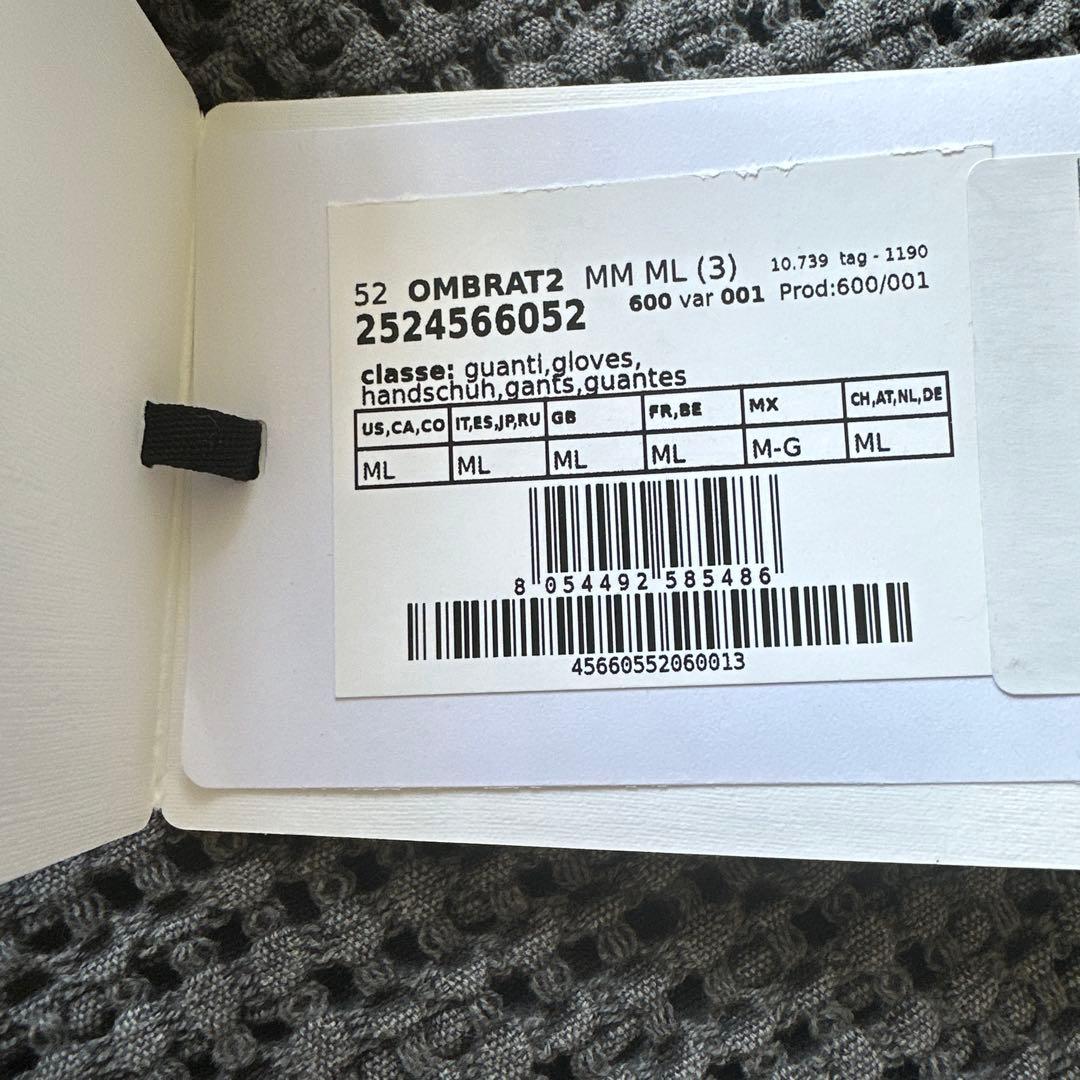 52 OMBRAT2 MM ML (3) 10.739 tag - 1190
2524566052 600 var 001 Prod:600/001
classe: guanti,gloves,
handschuh,gants,guantes
US,CA,CO IT,ES,JP,RU GB FR,BE MX CH,AT,NL,DE
ML ML ML ML M-G ML
8 054492 585486
45660552060013